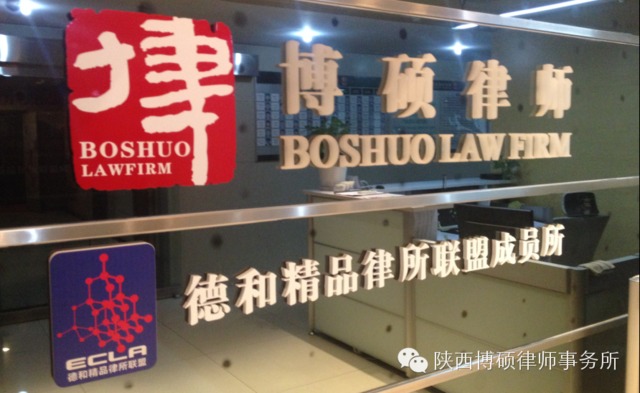 BOSHUO
LAWFIRM
博硕律师
BOSHUO LAW FIRM
德和精品律所联盟成员所
ECLA
德和精品律所联盟
陕西博硕律师事务所